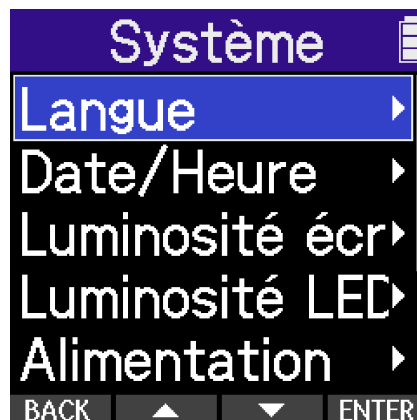 Système
Langue
Date/Heure
Luminosité écr
Luminosité LED
Alimentation
BACK ENTER